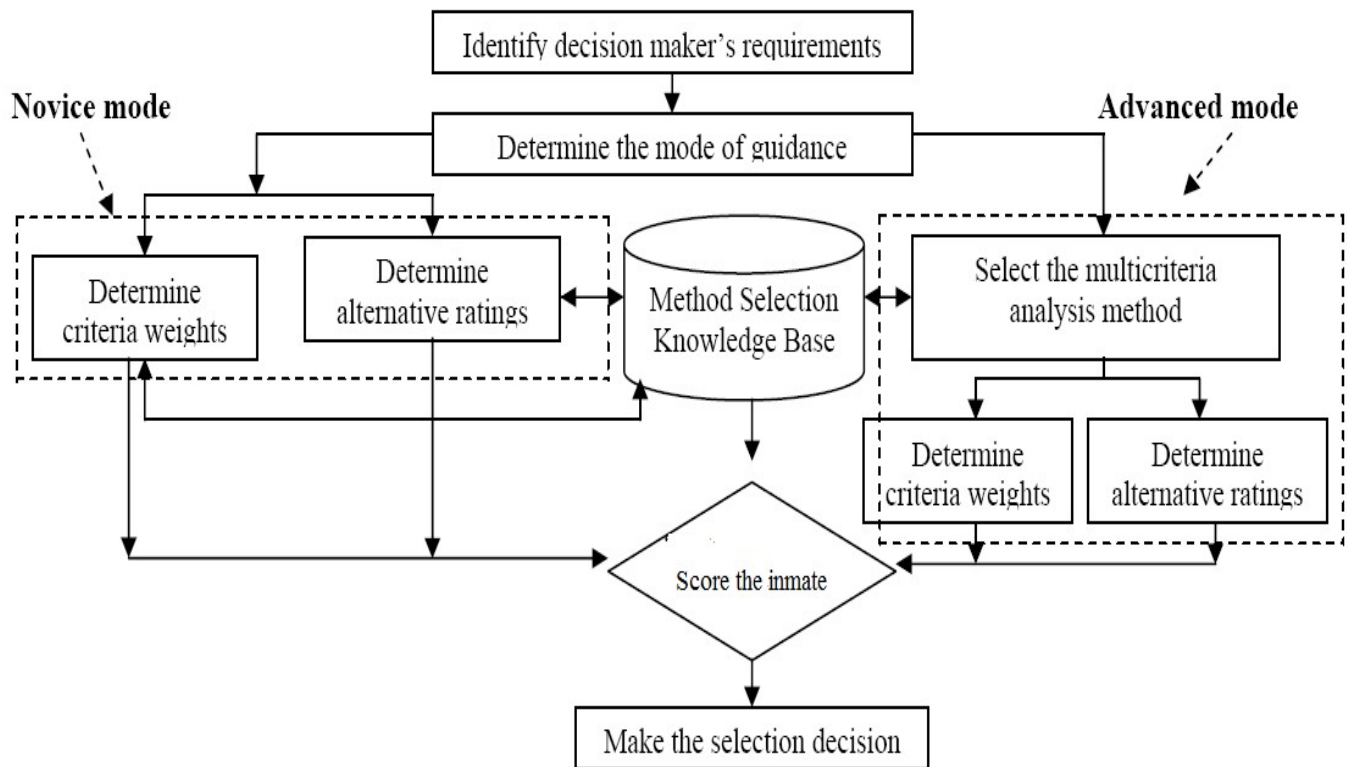 Identify decision maker’s requirements
Novice mode
Advanced mode
Determine the mode of guidance
Determine
criteria weights
Determine
alternative ratings
Method Selection
Knowledge Base
Select the multicriteria
analysis method
Determine
criteria weights
Determine
alternative ratings
Score the inmate
Make the selection decision